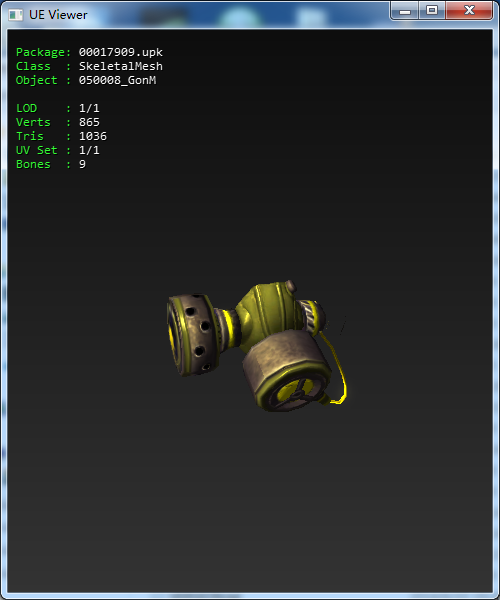 UE Viewer
Package: 00017909.upk
Class : SkeletalMesh
Object : 050008_GonM
LOD : 1/1
Verts : 865
Tris : 1036
UV Set : 1/1
Bones : 9